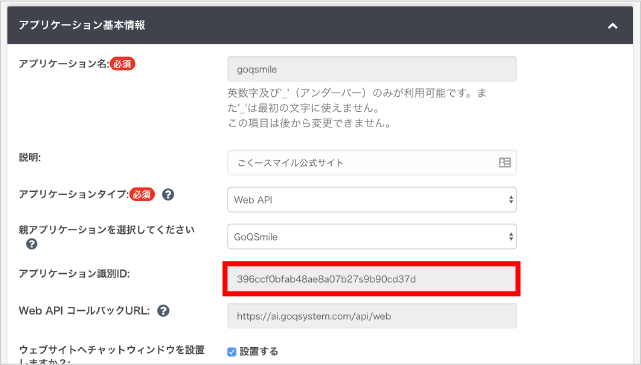 アプリケーション基本情報
アプリケーション名:必須
goqsmile
英数字及び'_'（アンダーバー）のみが利用可能です。ま
た'_'は最初の文字に使えません。
この項目は後から変更できません。
説明:
ごくースマイル公式サイト
アプリケーションタイプ:必須 ?
Web API
親アプリケーションを選択してください
?
GoQSmile
アプリケーション識別ID:
396ccf0bfab48ae8a07b27s9b90cd37d
Web API コールバックURL: ?
https://ai.goqsystem.com/api/web
ウェブサイトへチャットウィンドウを設置
しますか?:
設置する